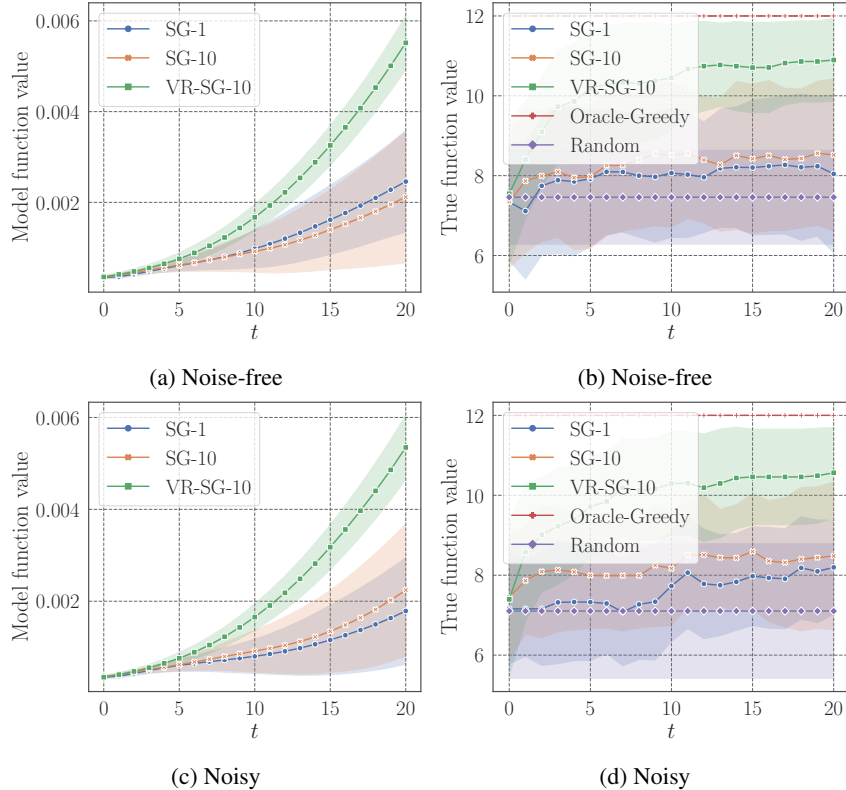 0.006
0.004
0.002
Model function value
SG-1
SG-10
VR-SG-10
0 5 10 15 20
t
(a) Noise-free
12
10
8
6
True function value
SG-1
SG-10
VR-SG-10
Oracle-Greedy
Random
0 5 10 15 20
t
(b) Noise-free
0.006
0.004
0.002
Model function value
SG-1
SG-10
VR-SG-10
0 5 10 15 20
t
(c) Noisy
12
10
8
6
True function value
SG-1
SG-10
VR-SG-10
Oracle-Greedy
Random
0 5 10 15 20
t
(d) Noisy